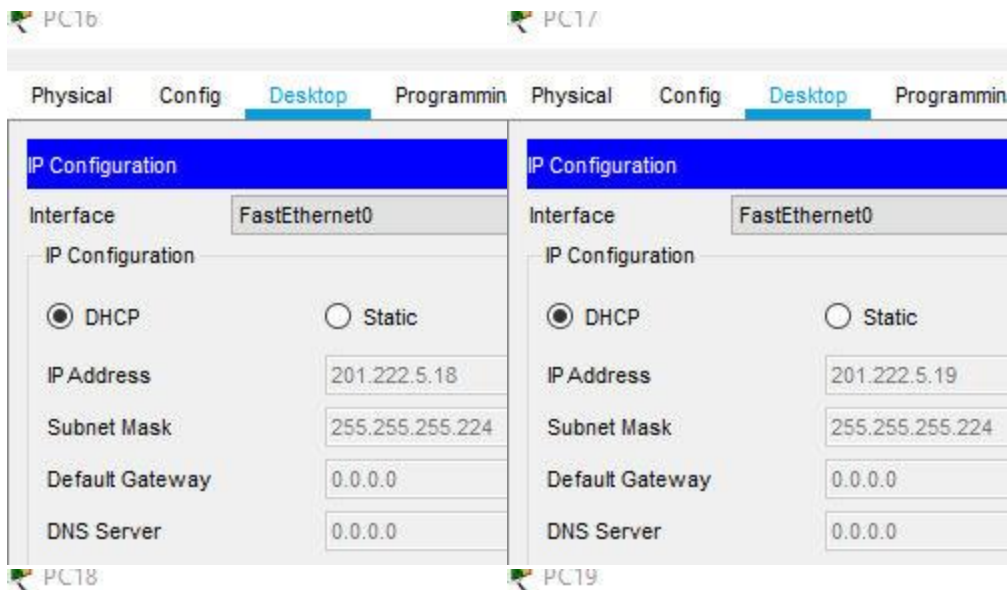 PC16
PC17
Physical Config Desktop Programmin
Physical Config Desktop Programmin
IP Configuration
IP Configuration
Interface FastEthernet0
Interface FastEthernet0
IP Configuration
IP Configuration
DHCP Static
DHCP Static
IP Address 201.222.5.18
IP Address 201.222.5.19
Subnet Mask 255.255.255.224
Subnet Mask 255.255.255.224
Default Gateway 0.0.0.0
Default Gateway 0.0.0.0
DNS Server 0.0.0.0
DNS Server 0.0.0.0
PC18
PC19